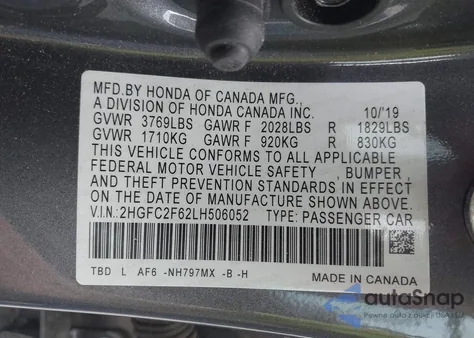 MFD.BY HONDA OF CANADA MFG.,
A DIVISION OF HONDA CANADA INC. 10/'19
GVWR 3769LBS GAWR F 2028LBS R 1829LBS
GVWR 1710KG GAWR F 920KG R 830KG
THIS VEHICLE CONFORMS TO ALL APPLICABLE
FEDERAL MOTOR VEHICLE SAFETY , BUMPER,
AND THEFT PREVENTION STANDARDS IN EFFECT
ON THE DATE OF MANUFACTURE SHOWN ABOVE.
V.I.N: 2HGFC2F62LH506052 TYPE: PASSENGER CAR
TBD L AF6 -NH797MX -B -H
MADE IN CANADA
autoSnap
Pewne auto z USA